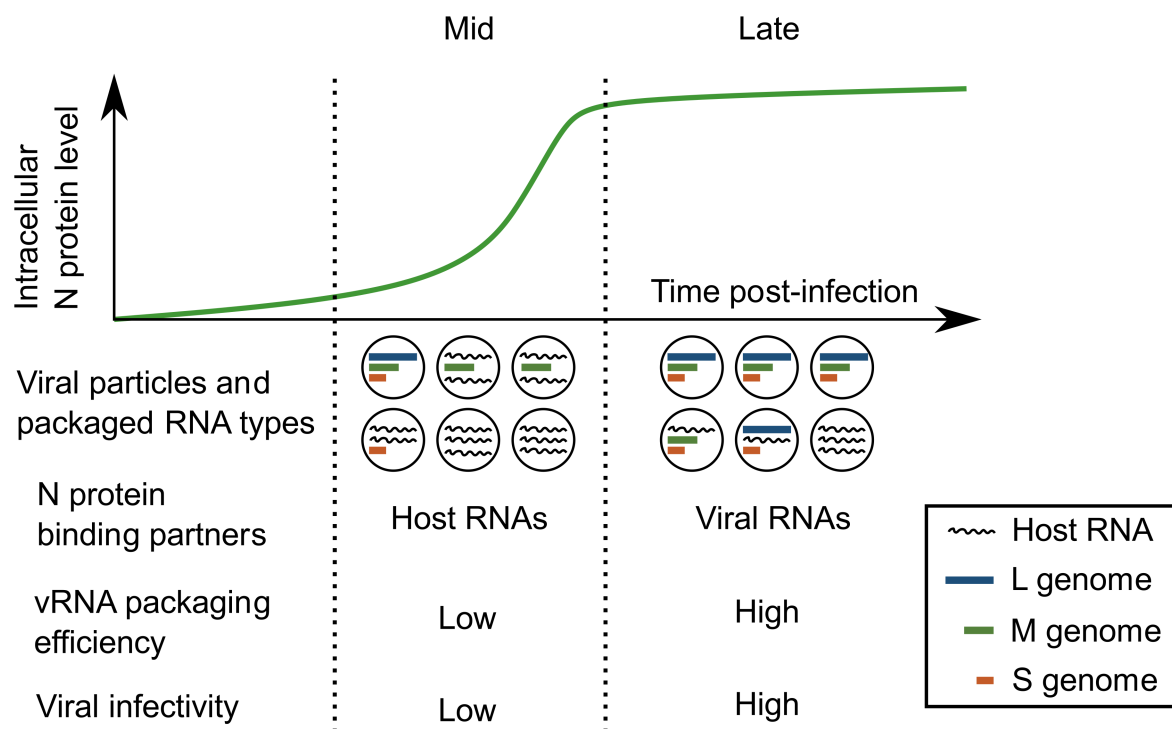 Mid
Late
Intracellular
N protein level
Time post-infection
Viral particles and
packaged RNA types
N protein
binding partners
Host RNAs
Viral RNAs
vRNA packaging
efficiency
Low
High
Viral infectivity
Low
High
Host RNA
L genome
M genome
S genome